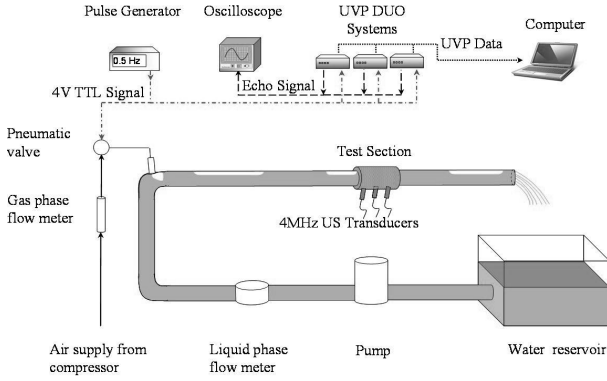 Pulse Generator
Oscilloscope
UVP DUO
Systems
Computer
0.5 Hz
UVP Data
4V TTL Signal
Echo Signal
Pneumatic
valve
Test Section
Gas phase
flow meter
4MHz US Transducers
Air supply from
compressor
Liquid phase
flow meter
Pump
Water reservoir